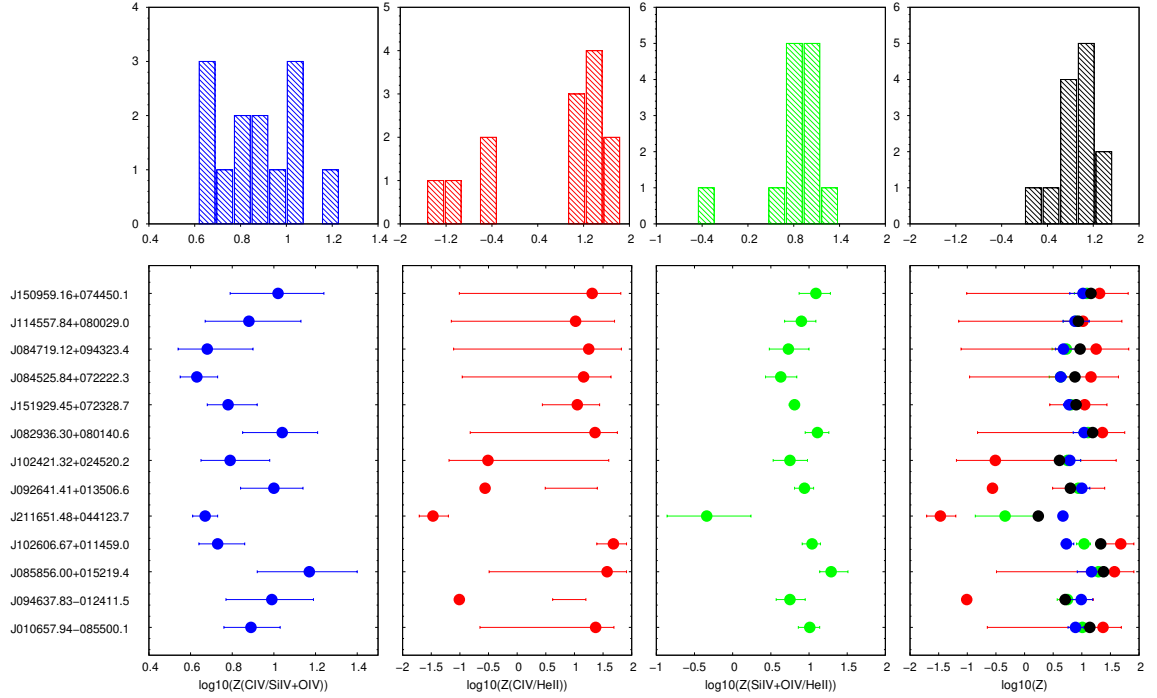 4
3
2
1
0
0.4 0.6 0.8 1 1.2 1.4
5
4
3
2
1
0
−2 −1.2 −0.4 0.4 1.2 2
6
5
4
3
2
1
0
−1 −0.4 0.2 0.8 1.4 2
6
5
4
3
2
1
0
−2 −1.2 −0.4 0.4 1.2 2
J150959.16+074450.1
J114557.84+080029.0
J084719.12+094323.4
J084525.84+072222.3
J151929.45+072328.7
J082936.30+080140.6
J102421.32+024520.2
J092641.41+013506.6
J211651.48+044123.7
J102606.67+011459.0
J085856.00+015219.4
J094637.83−012411.5
J010657.94−085500.1
0.4 0.6 0.8 1 1.2 1.4
log10(Z(CIV/SiIV+OIV))
−2 −1.5 −1 −0.5 0 0.5 1 1.5 2
log10(Z(CIV/HeII))
−1 −0.5 0 0.5 1 1.5 2
log10(Z(SiIV+OIV/HeII))
−2 −1.5 −1 −0.5 0 0.5 1 1.5 2
log10(Z)